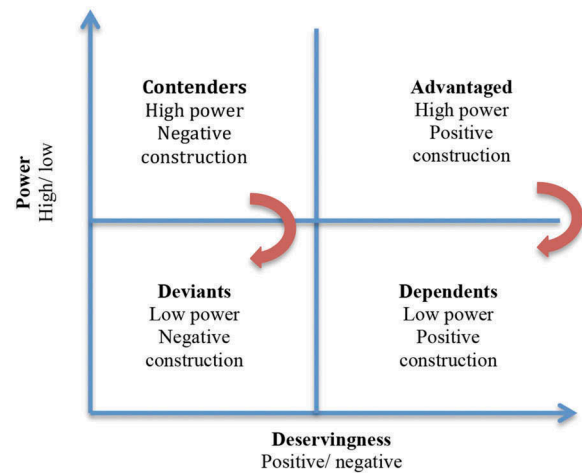 Contenders
High power
Negative
construction
Advantaged
High power
Positive
construction
Power
High/ low
Deviants
Low power
Negative
construction
Dependents
Low power
Positive
construction
Deservingness
Positive/ negative